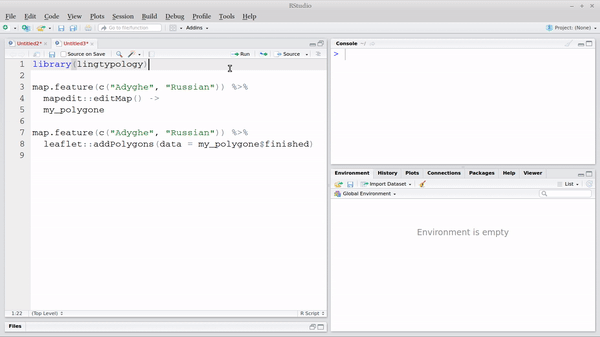 RStudio
File Edit Code View Plots Session Build Debug Profile Tools Help
Go to file/function
Addins
Project: (None)
Untitled2* × Untitled3* ×
Source on Save
Run
Source
1 library(lingtypology)
2
3 map.feature(c("Adyghe", "Russian")) %>%
4 mapedit::editMap() ->
5 my_polygone
6
7 map.feature(c("Adyghe", "Russian")) %>%
8 leaflet::addPolygons(data = my_polygone$finished)
9
1:22 (Top Level) R Script
Files
Console ~/
>
Environment History Plots Connections Packages Help Viewer
Import Dataset
List
Global Environment
Environment is empty